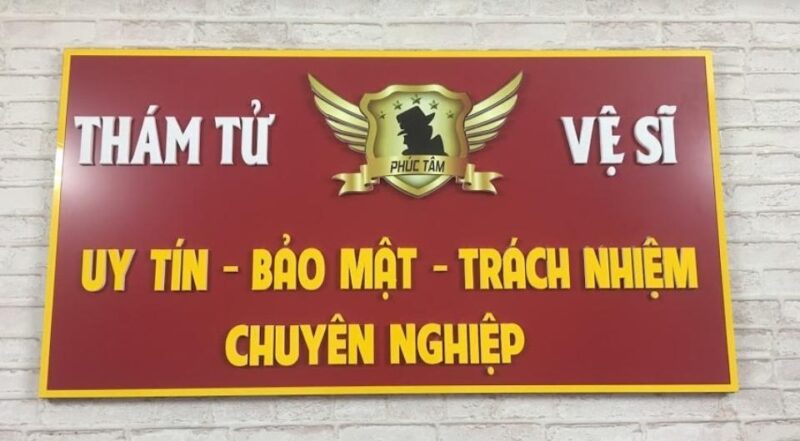 THÁM TỬ
PHÚC TÂM
VỆ SĨ
UY TÍN - BẢO MẬT - TRÁCH NHIỆM
CHUYÊN NGHIỆP